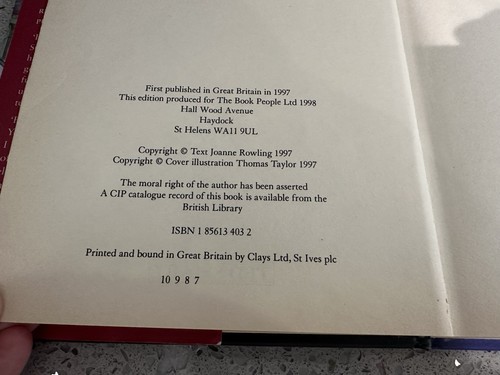 First published in Great Britain in 1997
This edition produced for The Book People Ltd 1998
Hall Wood Avenue
Haydock
St Helens WA11 9UL
Copyright © Text Joanne Rowling 1997
Copyright © Cover illustration Thomas Taylor 1997
The moral right of the author has been asserted
A CIP catalogue record of this book is available from the
British Library
ISBN 1 85613 403 2
Printed and bound in Great Britain by Clays Ltd, St Ives plc
10 9 8 7